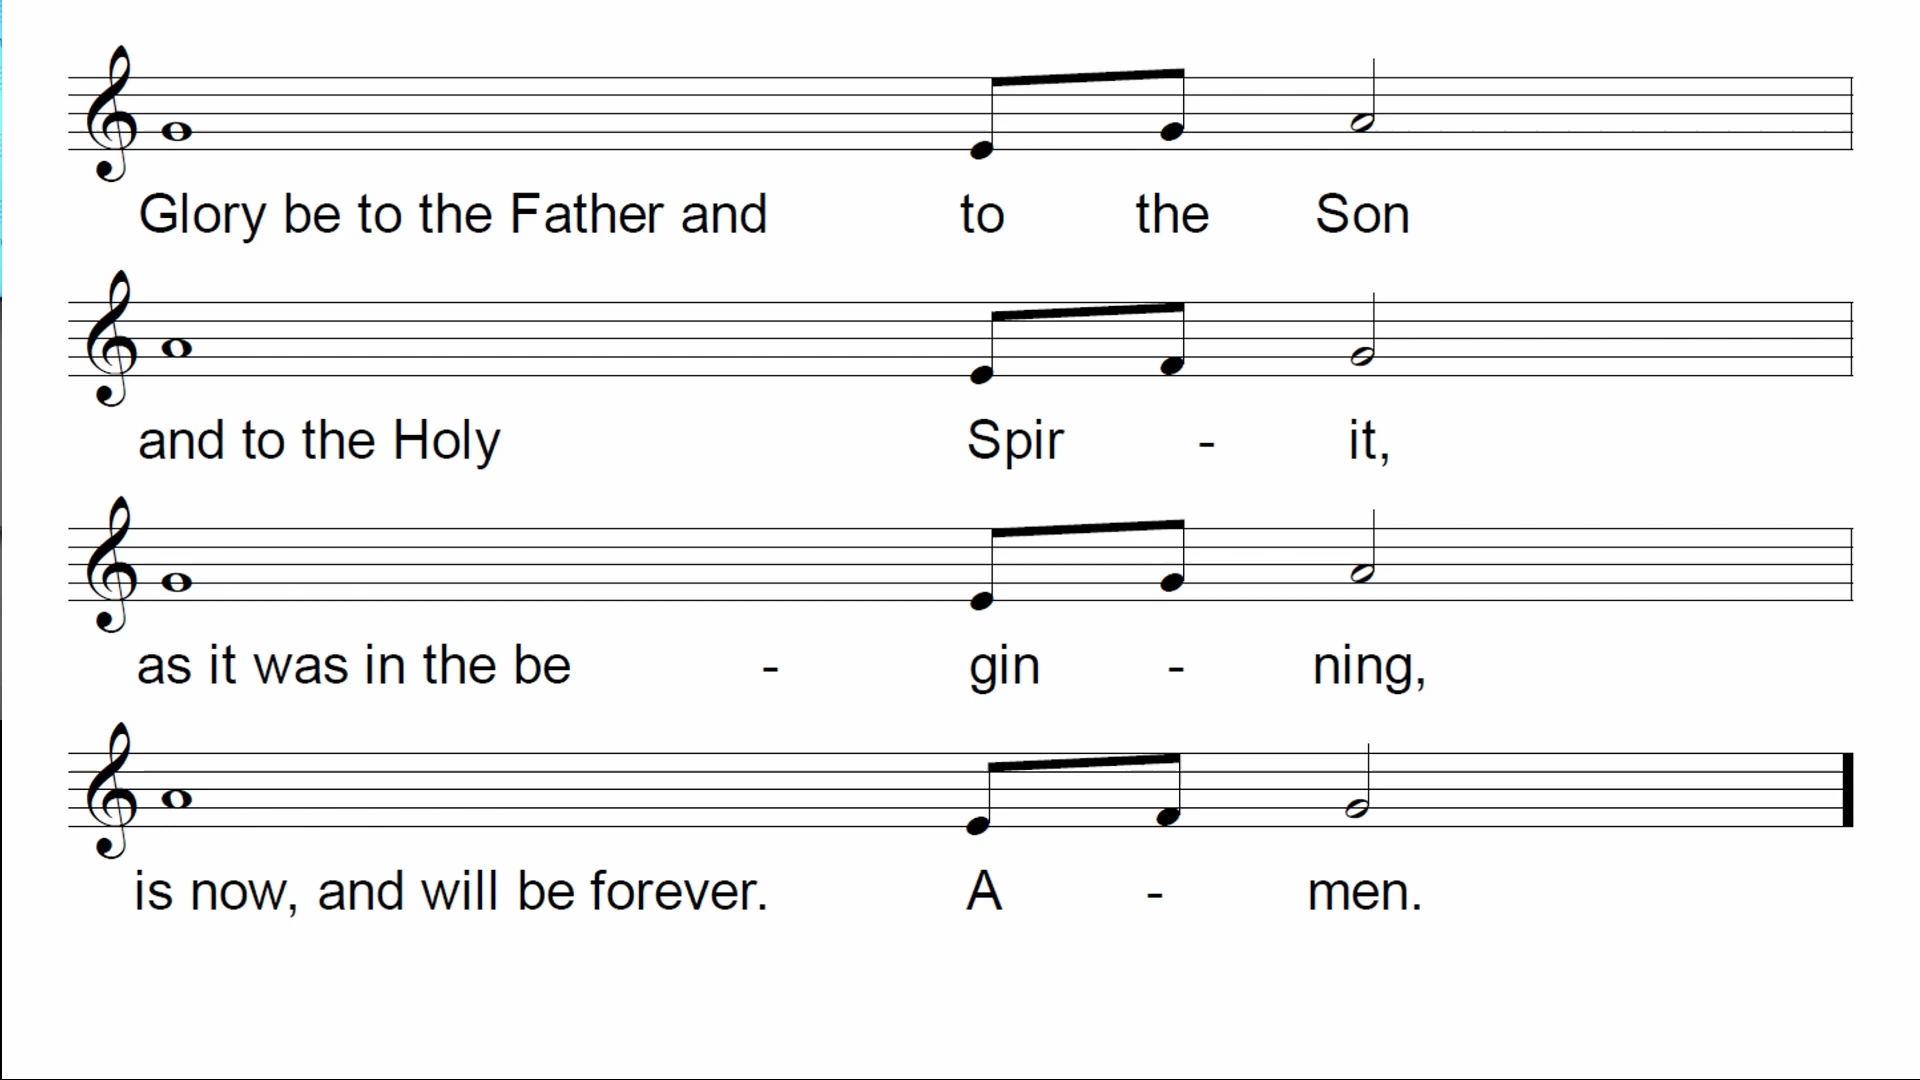 Glory be to the Father and to the Son
and to the Holy Spir - it,
as it was in the be - gin - ning,
is now, and will be forever. A - men.